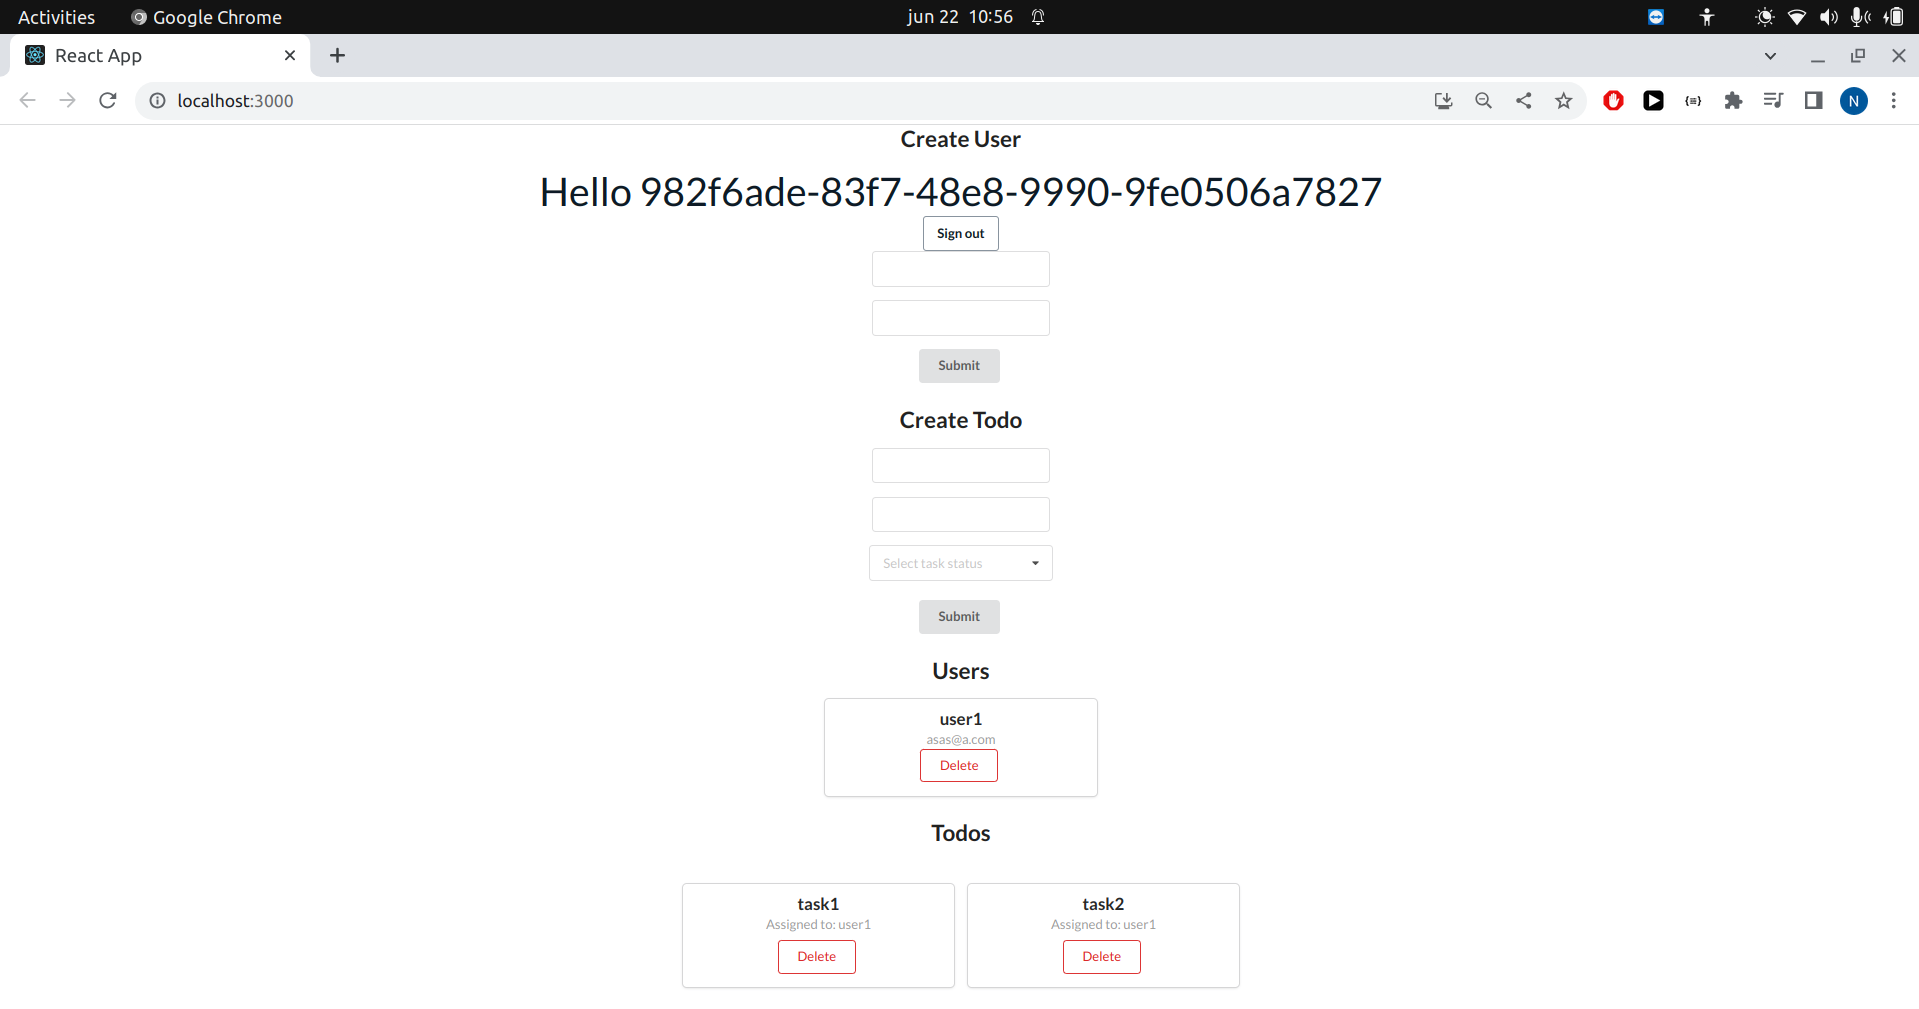 Activities Google Chrome jun 22 10:56
React App
localhost:3000 N
Create User
Hello 982f6ade-83f7-48e8-9990-9fe0506a7827
Sign out
Submit
Create Todo
Select task status
Submit
Users
user1
asas@a.com
Delete
Todos
task1
Assigned to: user1
Delete
task2
Assigned to: user1
Delete